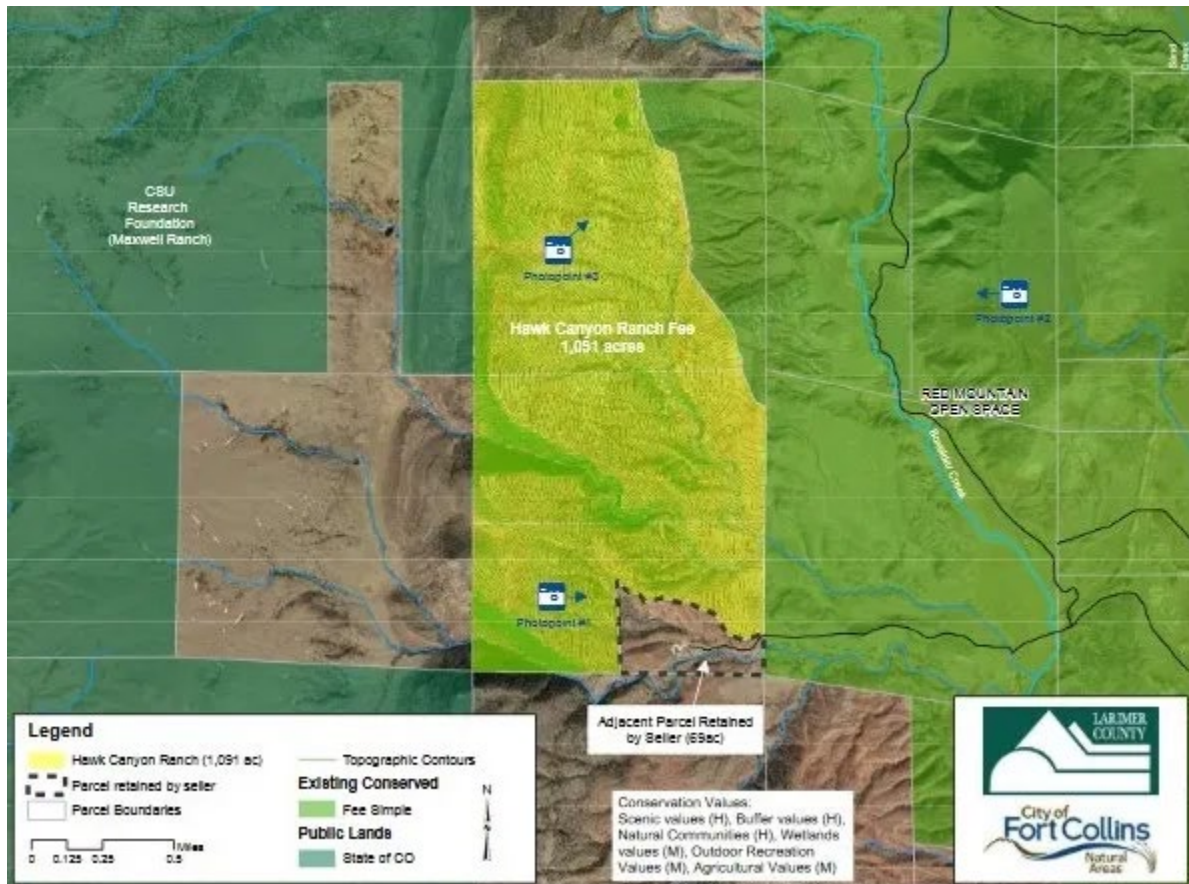 CSU
Research
Foundation
(Maxwell Ranch)
Photopoint #3
Photopoint #2
Hawk Canyon Ranch Fee
1,091 acres
RED MOUNTAIN
OPEN SPACE
Boxelder Creek
Photopoint #1
Adjacent Parcel Retained
by Seller (69ac)
Legend
Hawk Canyon Ranch (1,091 ac)
Parcel retained by seller
Parcel Boundaries
Miles
0 0.125 0.25 0.5
Topographic Contours
Existing Conserved
Fee Simple
Public Lands
State of CO
N
Conservation Values:
Scenic values (H), Buffer values (H),
Natural Communities (H), Wetlands
values (M), Outdoor Recreation
Values (M), Agricultural Values (M)
LARIMER
COUNTY
City of
Fort Collins
Natural
Areas